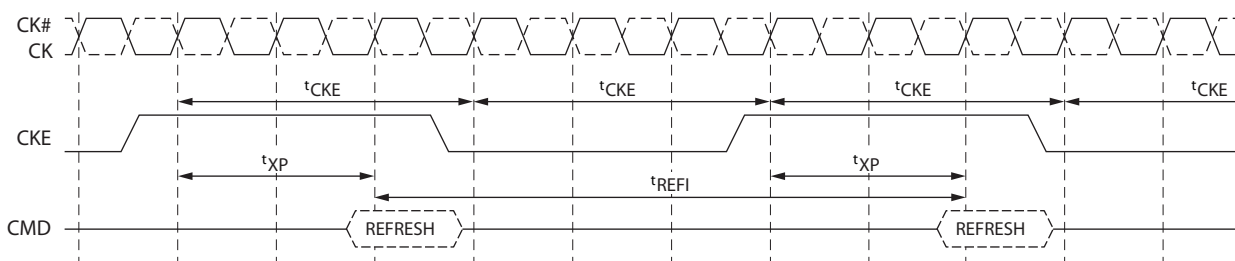 CK#
CK
tCKE tCKE tCKE tCKE
CKE
tXP tXP
tREFI
CMD REFRESH REFRESH